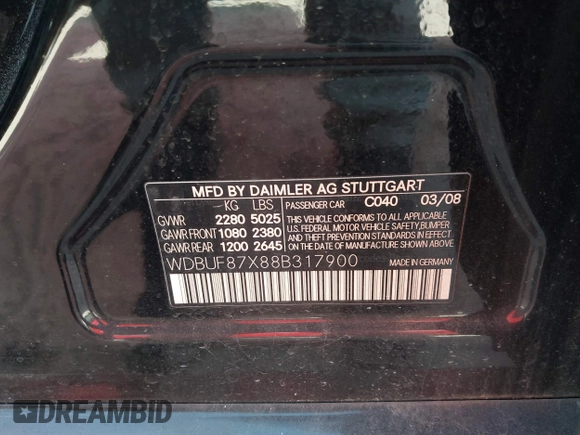 MFD BY DAIMLER AG STUTTGART
KG LBS PASSENGER CAR C040 03/08
GVWR 2280 5025 THIS VEHICLE CONFORMS TO ALL APPLICABLE
GAWR FRONT 1080 2380 U.S. FEDERAL MOTOR VEHICLE SAFETY, BUMPER
GAWR REAR 1200 2645 AND THEFT PREVENTION STANDARDS IN EFFECT
ON THE DATE OF MANUFACTURE SHOWN ABOVE
WDBUF87X88B317900 MADE IN GERMANY
DREAMBID